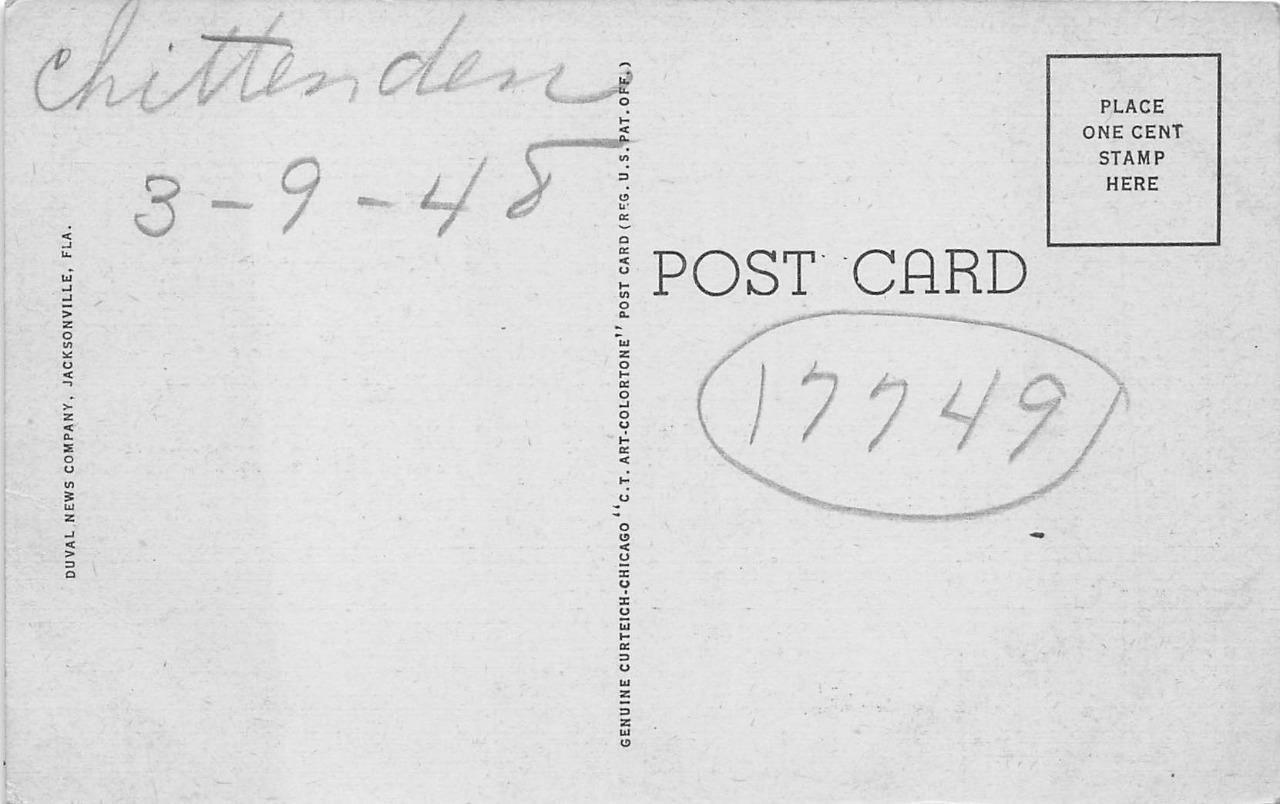 Chittenden
3-9-48
DUVAL NEWS COMPANY, JACKSONVILLE, FLA.
GENUINE CURTEICH-CHICAGO "C.T. ART-COLORTONE" POST CARD (REG. U.S. PAT. OFF.)
PLACE
ONE CENT
STAMP
HERE
POST CARD
17749